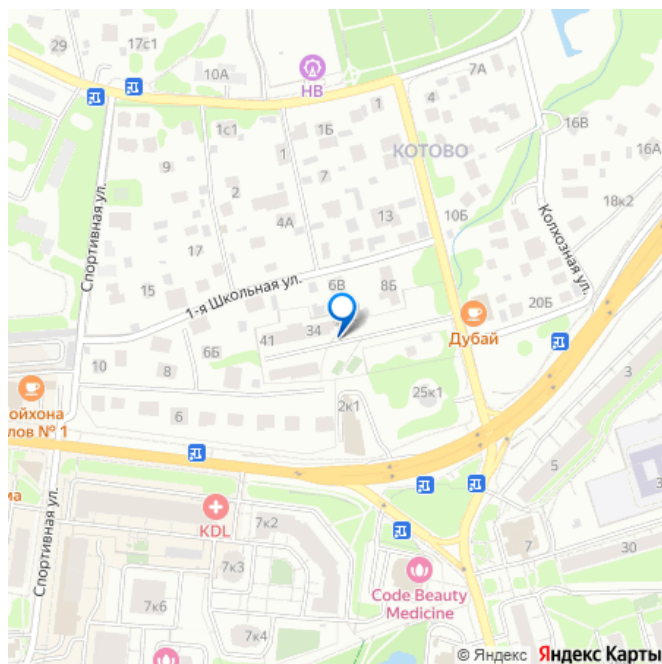 29
17с1
10А
НВ
7А
1
4
1с1
1Б
КОТОВО
16В
16А
9
1
7
2
Спортивная ул.
18к2
4А
13
10Б
17
Колхозная ул.
1-я Школьная ул.
15
6В
8Б
20Б
34
41
Дубай
10
8
6Б
3
25к1
ойхона
лов № 1
6
2к1
5
3
ма
Спортивная ул.
KDL
7к2
7
30
7к3
Code Beauty
Medicine
7к6
7к4
© Яндекс Яндекс Карты